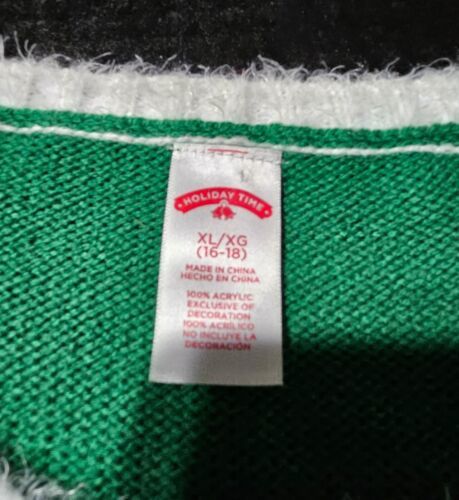 HOLIDAY TIME
XL/XG
(16-18)
MADE IN CHINA
HECHO EN CHINA
100% ACRYLIC
EXCLUSIVE OF
DECORATION
100% ACRÍLICO
NO INCLUYE LA
DECORACIÓN